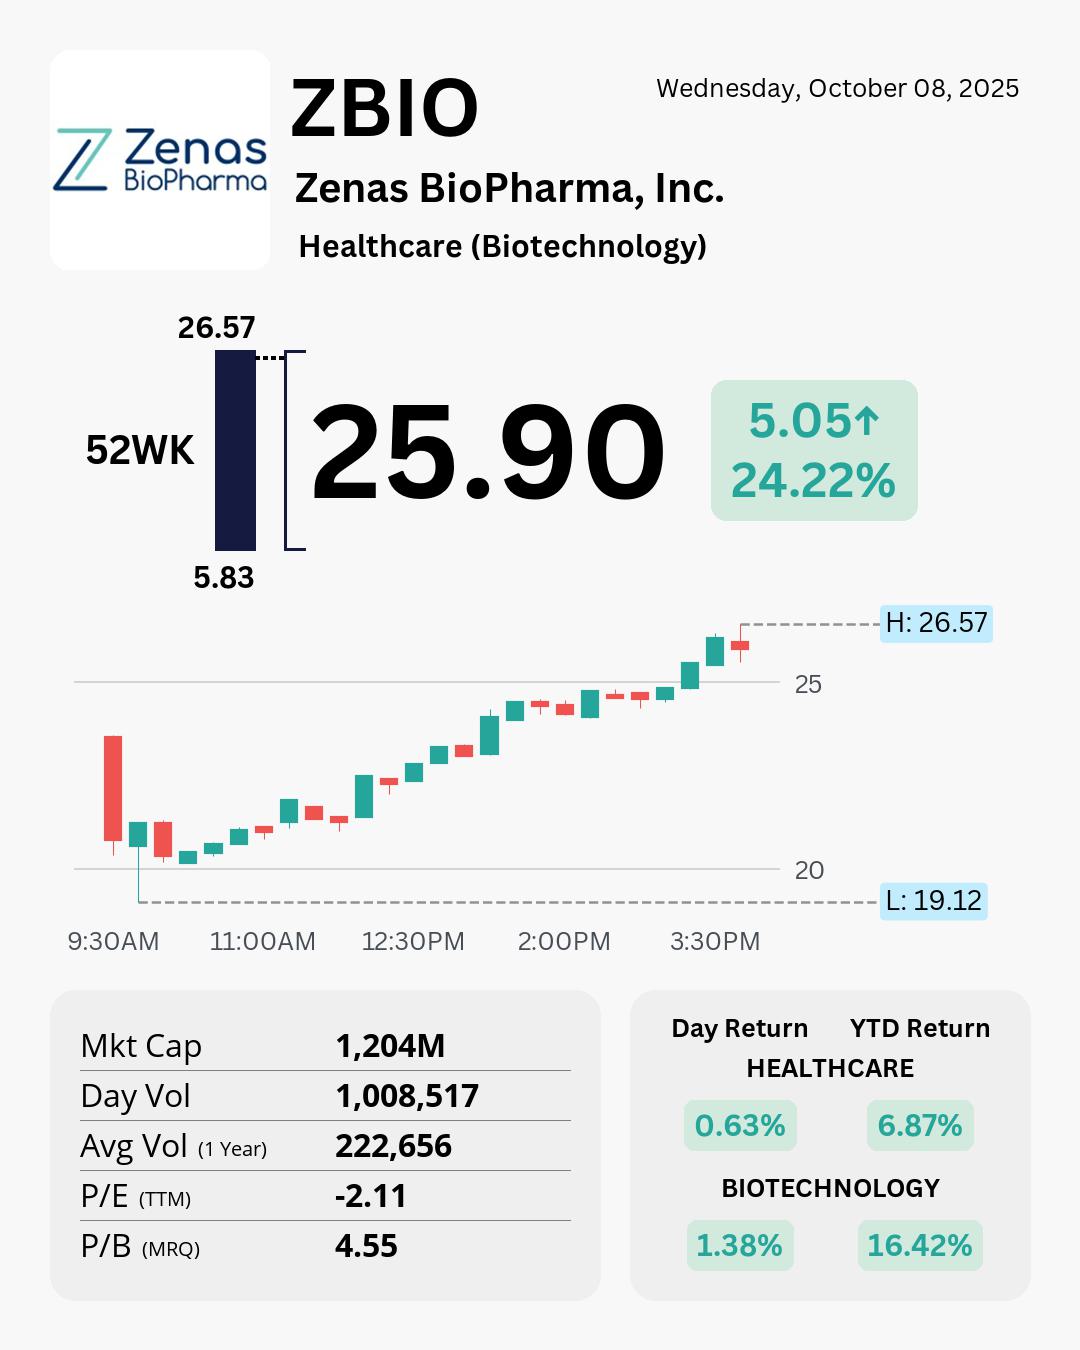 Zenas
BioPharma
ZBIO
Wednesday, October 08, 2025
Zenas BioPharma, Inc.
Healthcare (Biotechnology)
26.57
52WK
25.90
5.05↑
24.22%
5.83
H: 26.57
25
20
L: 19.12
9:30AM 11:00AM 12:30PM 2:00PM 3:30PM
Mkt Cap 1,204M
Day Vol 1,008,517
Avg Vol (1 Year) 222,656
P/E (TTM) -2.11
P/B (MRQ) 4.55
Day Return YTD Return
HEALTHCARE
0.63% 6.87%
BIOTECHNOLOGY
1.38% 16.42%